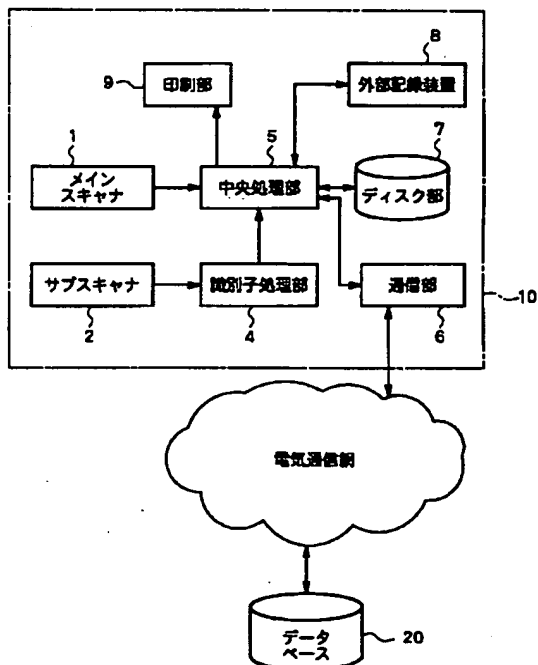 8
9
印刷部
外部記録装置
1
5
7
メイン
スキャナ
中央処理部
ディスク部
サブスキャナ
識別子処理部
通信部
10
2
4
6
電気通信網
データ
ベース
20